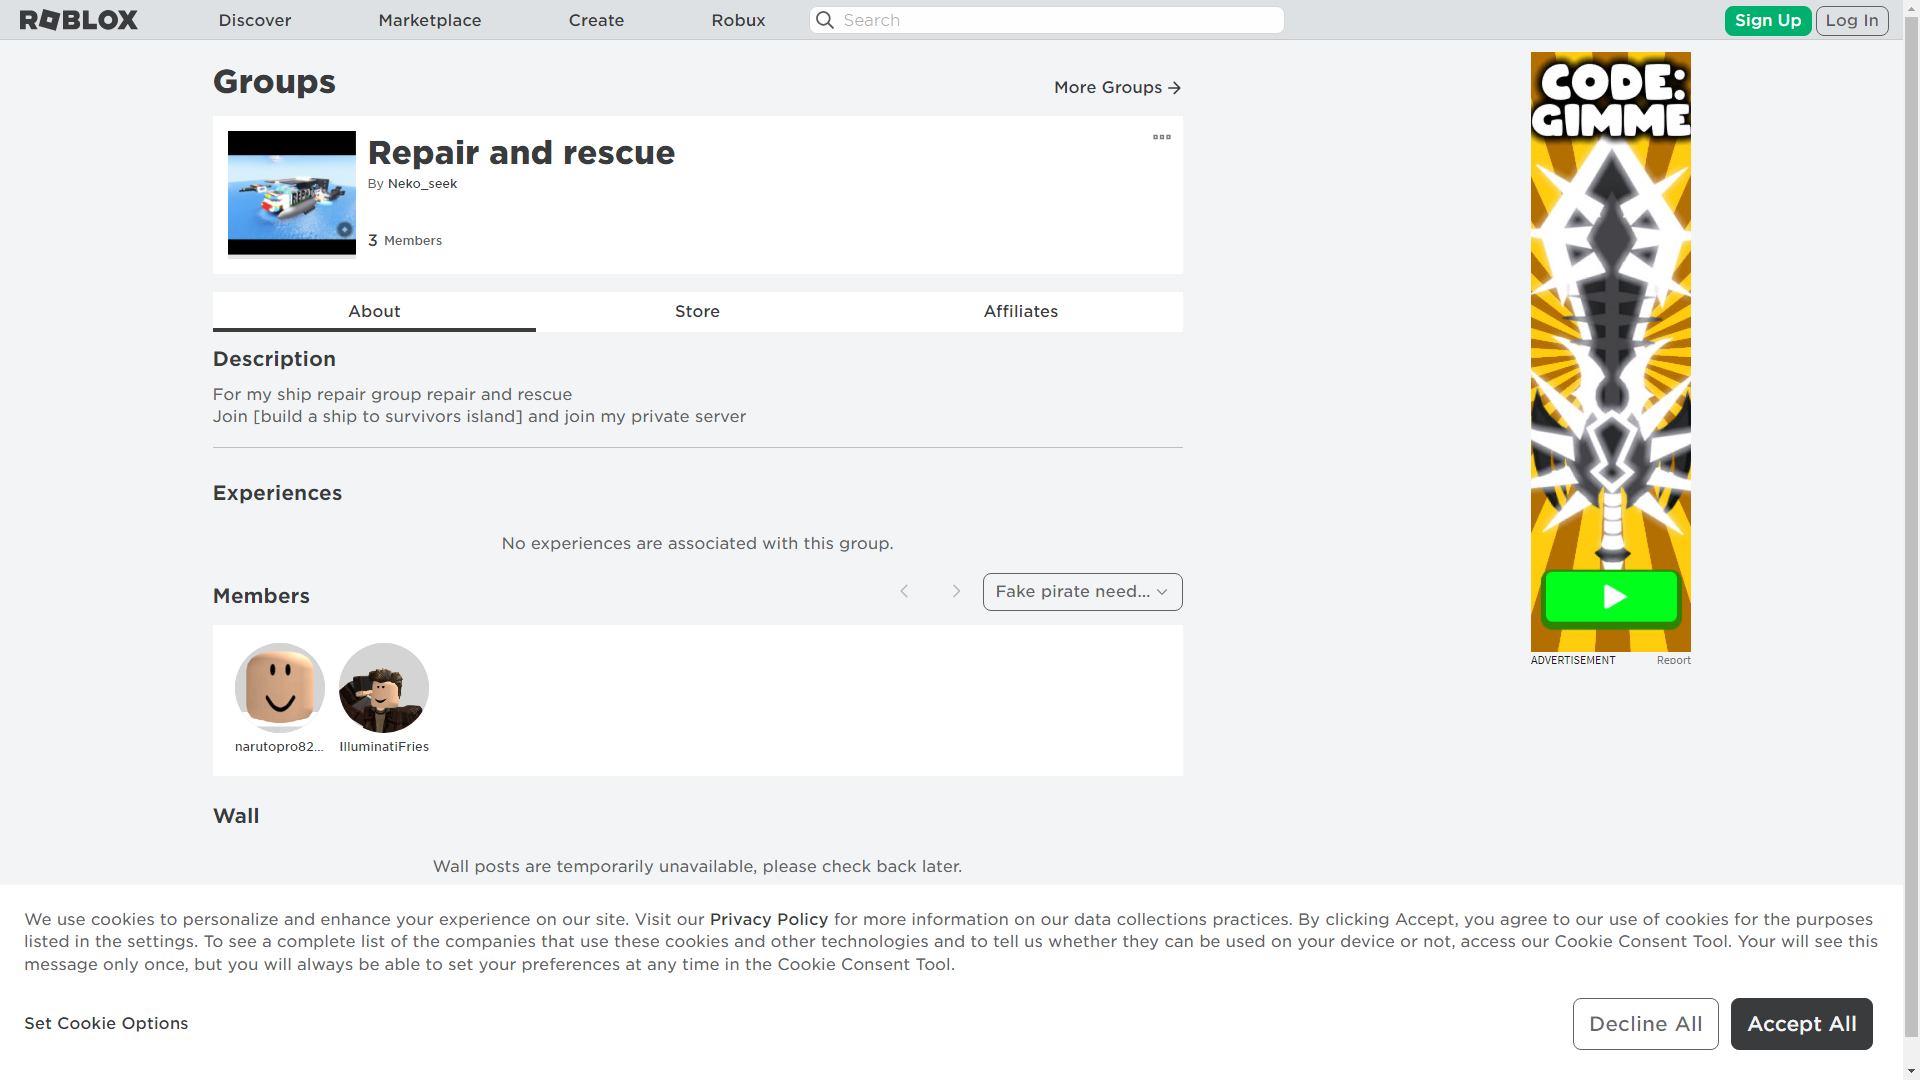 ROBLOX
Discover
Marketplace
Create
Robux
Search
Sign Up
Log In
Groups
More Groups
Repair and rescue
By Neko_seek
3 Members
About
Store
Affiliates
Description
For my ship repair group repair and rescue
Join [build a ship to survivors island] and join my private server
Experiences
No experiences are associated with this group.
Members
Fake pirate need...
narutopro82...
IlluminatiFries
Wall
Wall posts are temporarily unavailable, please check back later.
CODE:
GIMME
ADVERTISEMENT
Report
We use cookies to personalize and enhance your experience on our site. Visit our Privacy Policy for more information on our data collections practices. By clicking Accept, you agree to our use of cookies for the purposes
listed in the settings. To see a complete list of the companies that use these cookies and other technologies and to tell us whether they can be used on your device or not, access our Cookie Consent Tool. Your will see this
message only once, but you will always be able to set your preferences at any time in the Cookie Consent Tool.
Set Cookie Options
Decline All
Accept All